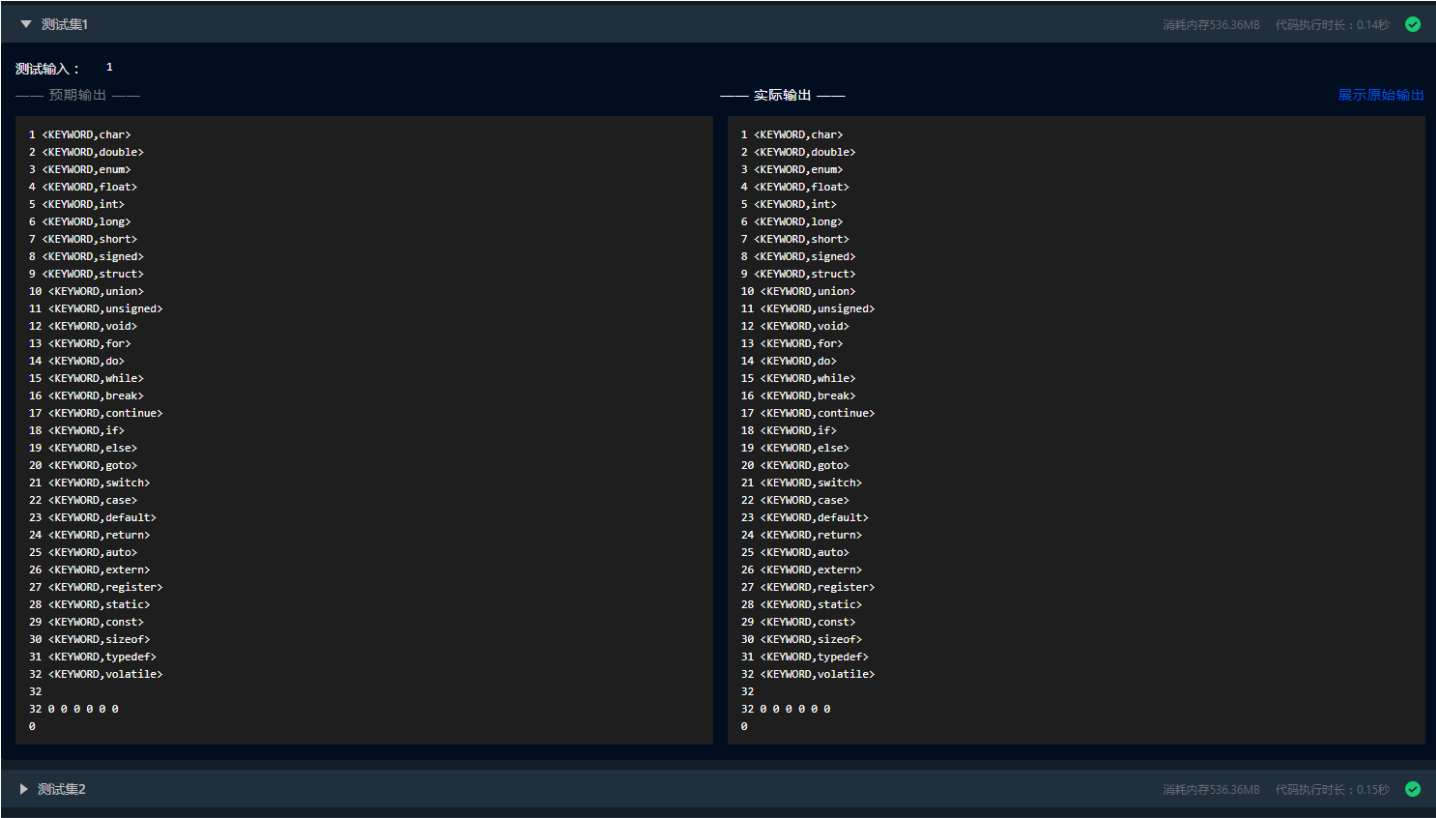 测试集1 消耗内存536.36MB 代码执行时长：0.14秒
测试输入： 1
—— 预期输出 —— —— 实际输出 —— 展示原始输出
1 <KEYWORD,char>
2 <KEYWORD,double>
3 <KEYWORD,enum>
4 <KEYWORD,float>
5 <KEYWORD,int>
6 <KEYWORD,long>
7 <KEYWORD,short>
8 <KEYWORD,signed>
9 <KEYWORD,struct>
10 <KEYWORD,union>
11 <KEYWORD,unsigned>
12 <KEYWORD,void>
13 <KEYWORD,for>
14 <KEYWORD,do>
15 <KEYWORD,while>
16 <KEYWORD,break>
17 <KEYWORD,continue>
18 <KEYWORD,if>
19 <KEYWORD,else>
20 <KEYWORD,goto>
21 <KEYWORD,switch>
22 <KEYWORD,case>
23 <KEYWORD,default>
24 <KEYWORD,return>
25 <KEYWORD,auto>
26 <KEYWORD,extern>
27 <KEYWORD,register>
28 <KEYWORD,static>
29 <KEYWORD,const>
30 <KEYWORD,sizeof>
31 <KEYWORD,typedef>
32 <KEYWORD,volatile>
32
32 0 0 0 0 0 0
0
1 <KEYWORD,char>
2 <KEYWORD,double>
3 <KEYWORD,enum>
4 <KEYWORD,float>
5 <KEYWORD,int>
6 <KEYWORD,long>
7 <KEYWORD,short>
8 <KEYWORD,signed>
9 <KEYWORD,struct>
10 <KEYWORD,union>
11 <KEYWORD,unsigned>
12 <KEYWORD,void>
13 <KEYWORD,for>
14 <KEYWORD,do>
15 <KEYWORD,while>
16 <KEYWORD,break>
17 <KEYWORD,continue>
18 <KEYWORD,if>
19 <KEYWORD,else>
20 <KEYWORD,goto>
21 <KEYWORD,switch>
22 <KEYWORD,case>
23 <KEYWORD,default>
24 <KEYWORD,return>
25 <KEYWORD,auto>
26 <KEYWORD,extern>
27 <KEYWORD,register>
28 <KEYWORD,static>
29 <KEYWORD,const>
30 <KEYWORD,sizeof>
31 <KEYWORD,typedef>
32 <KEYWORD,volatile>
32
32 0 0 0 0 0 0
0
测试集2 消耗内存536.36MB 代码执行时长：0.15秒